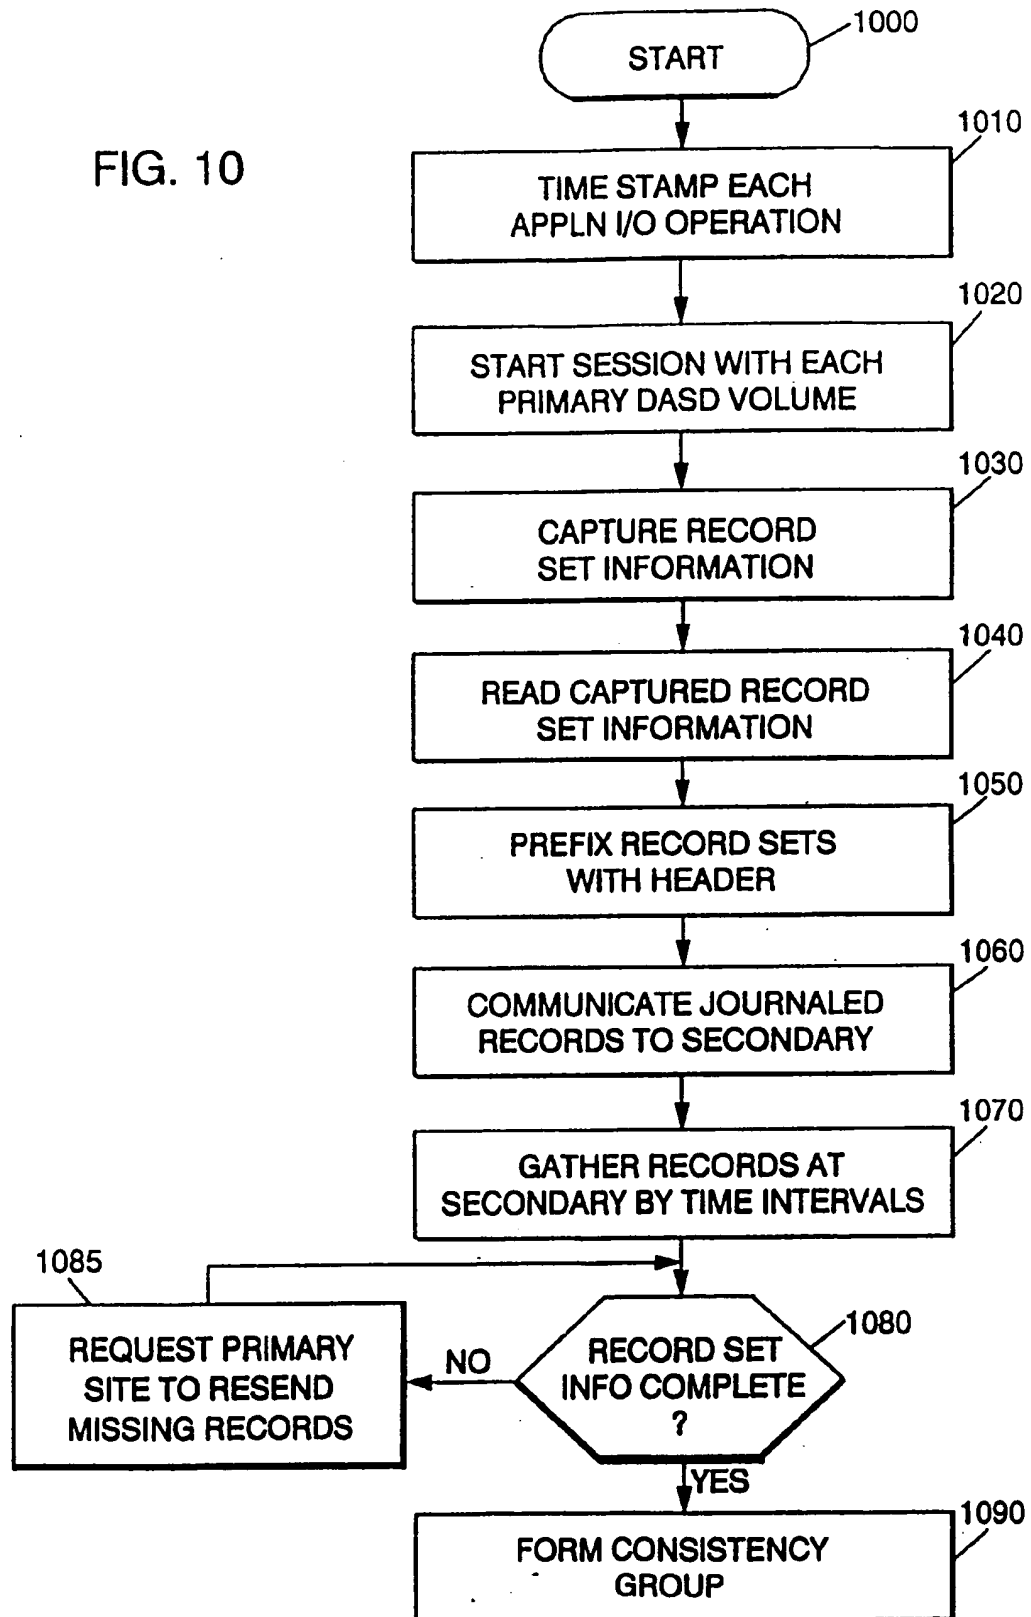 FIG. 10
START
1000
1010
TIME STAMP EACH
APPLN I/O OPERATION
1020
START SESSION WITH EACH
PRIMARY DASD VOLUME
1030
CAPTURE RECORD
SET INFORMATION
1040
READ CAPTURED RECORD
SET INFORMATION
1050
PREFIX RECORD SETS
WITH HEADER
1060
COMMUNICATE JOURNALED
RECORDS TO SECONDARY
1070
GATHER RECORDS AT
SECONDARY BY TIME INTERVALS
1080
RECORD SET
INFO COMPLETE
?
NO
1085
REQUEST PRIMARY
SITE TO RESEND
MISSING RECORDS
YES
1090
FORM CONSISTENCY
GROUP